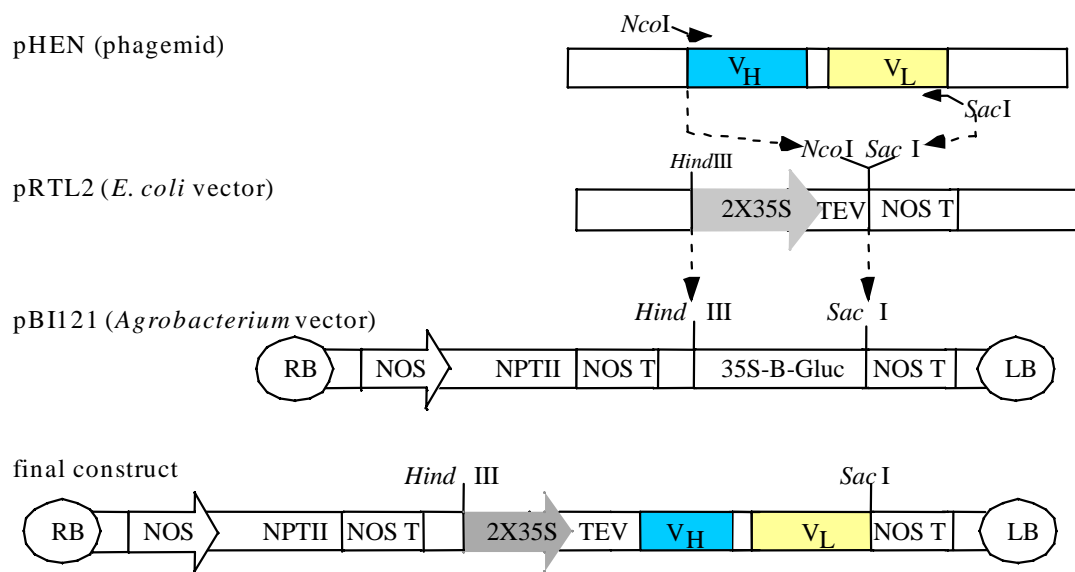 NcoI
pHEN (phagemid)
VH VL
SacI
NcoI Sac I
HindIII
pRTL2 (E. coli vector)
2X35S TEV NOS T
Hind III Sac I
pBI121 (Agrobacterium vector)
RB NOS NPTII NOS T 35S-B-Gluc NOS T LB
final construct
Hind III SacI
RB NOS NPTII NOS T 2X35S TEV VH VL NOS T LB